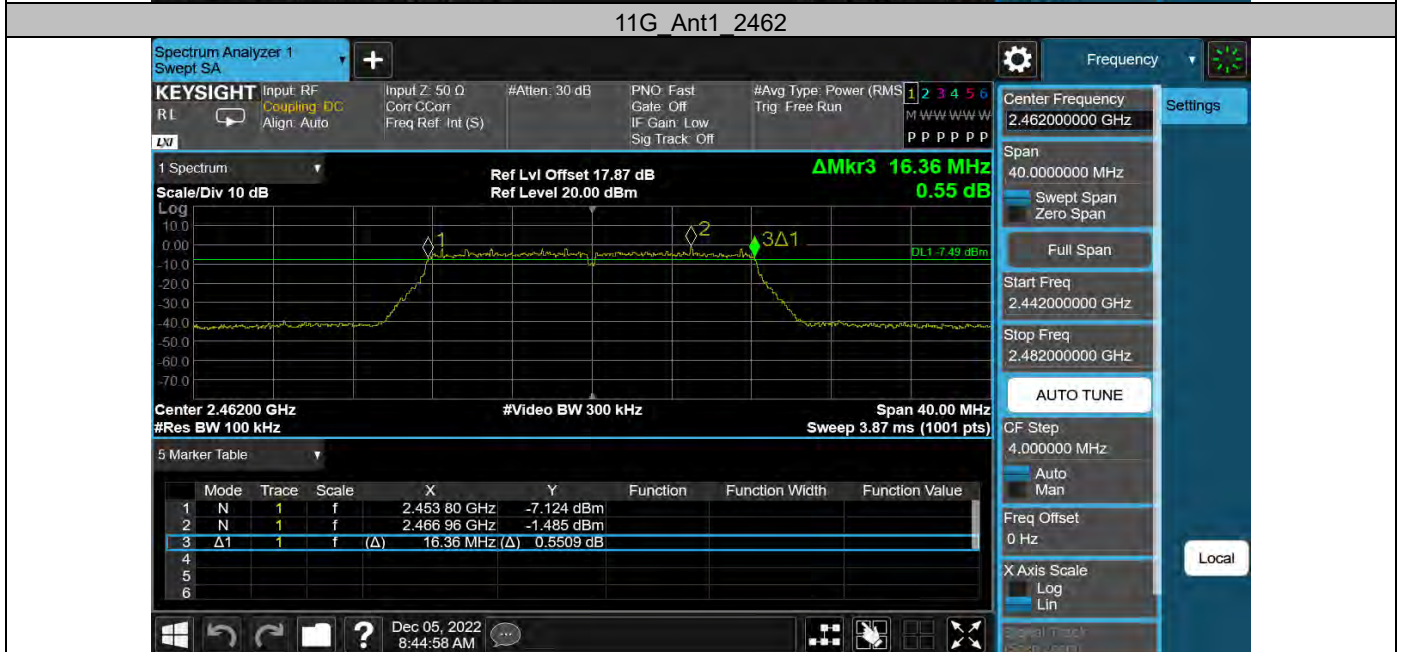 11G_Ant1_2462
Spectrum Analyzer 1
Swept SA
+
Frequency
KEYSIGHT
RL
LXI
Input: RF
Coupling: DC
Align: Auto
Input Z: 50 Ω
Corr CCorr
Freq Ref: Int (S)
#Atten: 30 dB
PNO: Fast
Gate: Off
IF Gain: Low
Sig Track: Off
#Avg Type: Power (RMS
Trig: Free Run
1 2 3 4 5 6
M W W W W W
P P P P P P
Center Frequency
2.462000000 GHz
Settings
1 Spectrum
Scale/Div 10 dB
Ref Lvl Offset 17.87 dB
Ref Level 20.00 dBm
ΔMkr3 16.36 MHz
0.55 dB
Log
10.0
0.00
-10.0
-20.0
-30.0
-40.0
-50.0
-60.0
-70.0
1
2
3Δ1
DL1 -7.49 dBm
Center 2.46200 GHz
#Res BW 100 kHz
#Video BW 300 kHz
Span 40.00 MHz
Sweep 3.87 ms (1001 pts)
Span
40.0000000 MHz
Swept Span
Zero Span
Full Span
Start Freq
2.442000000 GHz
Stop Freq
2.482000000 GHz
AUTO TUNE
CF Step
4.000000 MHz
Auto
Man
Freq Offset
0 Hz
X Axis Scale
Log
Lin
Signal Track
Local
5 Marker Table
Mode Trace Scale X Y Function Function Width Function Value
1 N 1 f 2.453 80 GHz -7.124 dBm
2 N 1 f 2.466 96 GHz -1.485 dBm
3 Δ1 1 f (Δ) 16.36 MHz (Δ) 0.5509 dB
4
5
6
?
Dec 05, 2022
8:44:58 AM